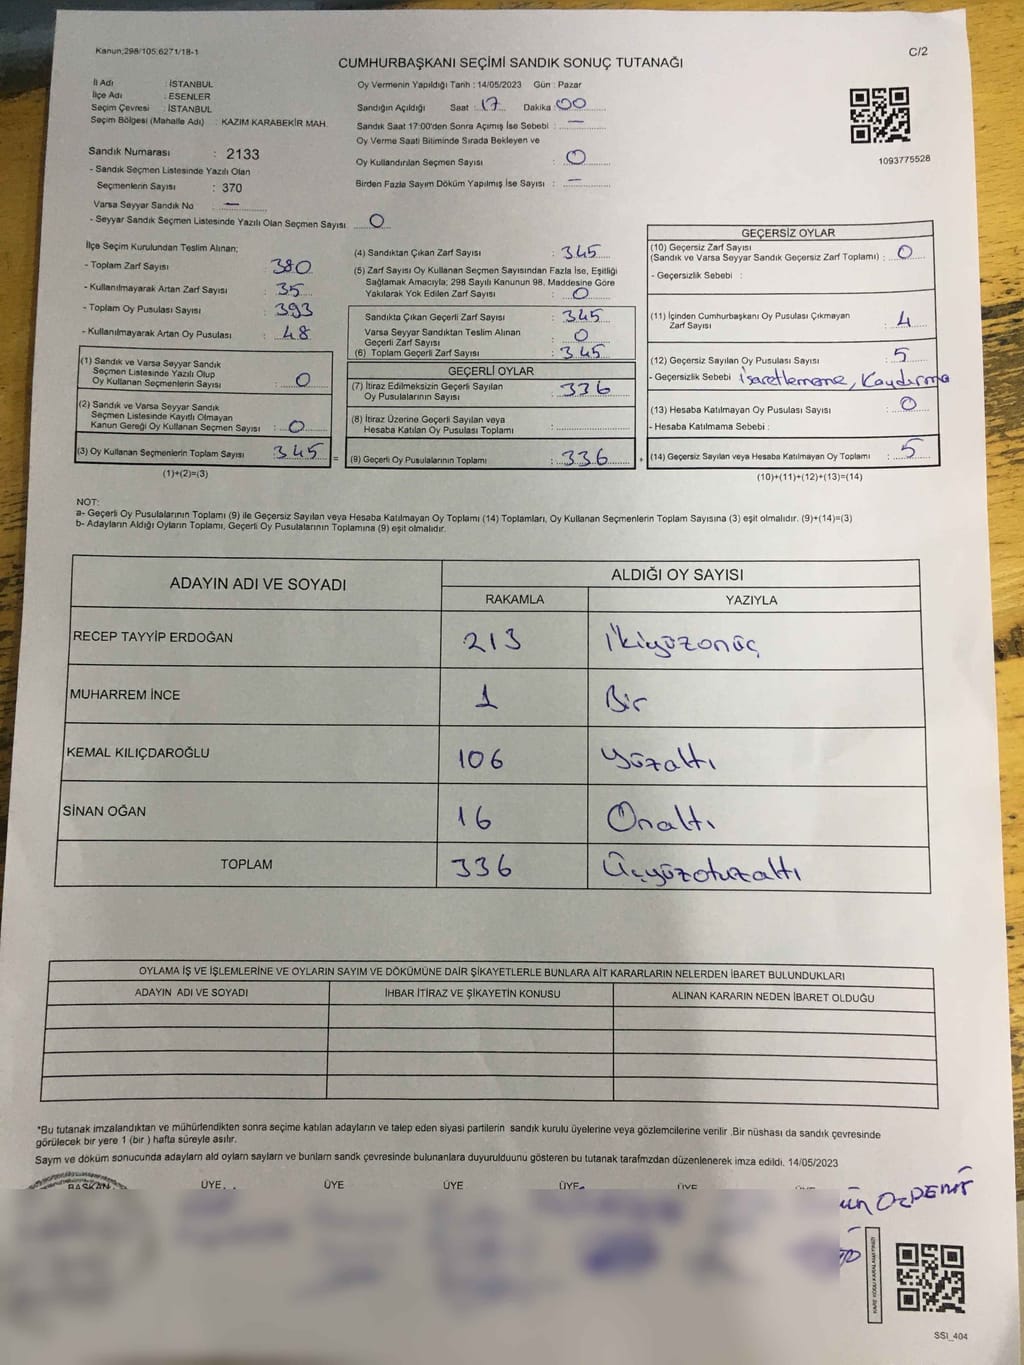 Kanun;298/105;6271/18-1
C/2
CUMHURBAŞKANI SEÇİMİ SANDIK SONUÇ TUTANAĞI
İl Adı : İSTANBUL
İlçe Adı : ESENLER
Seçim Çevresi : İSTANBUL
Seçim Bölgesi (Mahalle Adı) : KAZIM KARABEKİR MAH.
Sandık Numarası : 2133
- Sandık Seçmen Listesinde Yazılı Olan
Seçmenlerin Sayısı : 370
Varsa Seyyar Sandık No : —
- Seyyar Sandık Seçmen Listesinde Yazılı Olan Seçmen Sayısı : 0
Oy Vermenin Yapıldığı Tarih : 14/05/2023 Gün : Pazar
Sandığın Açıldığı Saat : 17 Dakika : 00
Sandık Saat 17:00'den Sonra Açımış İse Sebebi : —
Oy Verme Saati Bitiminde Sırada Bekleyen ve
Oy Kullandırılan Seçmen Sayısı : 0
Birden Fazla Sayım Döküm Yapılmış İse Sayısı : —
1093775528
İlçe Seçim Kurulundan Teslim Alınan;
- Toplam Zarf Sayısı : 380
- Kullanılmayarak Artan Zarf Sayısı : 35
- Toplam Oy Pusulası Sayısı : 393
- Kullanılmayarak Artan Oy Pusulası : 48
(1) Sandık ve Varsa Seyyar Sandık
Seçmen Listesinde Yazılı Olup
Oy Kullanan Seçmenlerin Sayısı : 0
(2) Sandık ve Varsa Seyyar Sandık
Seçmen Listesinde Kayıtlı Olmayan
Kanun Gereği Oy Kullanan Seçmen Sayısı : 0
(3) Oy Kullanan Seçmenlerin Toplam Sayısı : 345 =
(1)+(2)=(3)
(4) Sandıktan Çıkan Zarf Sayısı : 345
(5) Zarf Sayısı Oy Kullanan Seçmen Sayısından Fazla İse, Eşitliği
Sağlamak Amacıyla; 298 Sayılı Kanunun 98. Maddesine Göre
Yakılarak Yok Edilen Zarf Sayısı : 0
Sandıkta Çıkan Geçerli Zarf Sayısı : 345
Varsa Seyyar Sandıktan Teslim Alınan
Geçerli Zarf Sayısı : 0
(6) Toplam Geçerli Zarf Sayısı : 345
GEÇERLİ OYLAR
(7) İtiraz Edilmeksizin Geçerli Sayılan
Oy Pusulalarının Sayısı : 336
(8) İtiraz Üzerine Geçerli Sayılan veya
Hesaba Katılan Oy Pusulası Toplamı :
(9) Geçerli Oy Pusulalarının Toplamı : 336 +
GEÇERSİZ OYLAR
(10) Geçersiz Zarf Sayısı
(Sandık ve Varsa Seyyar Sandık Geçersiz Zarf Toplamı) : 0
- Geçersizlik Sebebi :
(11) İçinden Cumhurbaşkanı Oy Pusulası Çıkmayan
Zarf Sayısı : 4
(12) Geçersiz Sayılan Oy Pusulası Sayısı : 5
- Geçersizlik Sebebi İşaretlememe, Kaydırma
(13) Hesaba Katılmayan Oy Pusulası Sayısı : 0
- Hesaba Katılmama Sebebi :
(14) Geçersiz Sayılan veya Hesaba Katılmayan Oy Toplamı : 5
(10)+(11)+(12)+(13)=(14)
NOT:
a- Geçerli Oy Pusulalarının Toplamı (9) ile Geçersiz Sayılan veya Hesaba Katılmayan Oy Toplamı (14) Toplamları, Oy Kullanan Seçmenlerin Toplam Sayısına (3) eşit olmalıdır. (9)+(14)=(3)
b- Adayların Aldığı Oyların Toplamı, Geçerli Oy Pusulalarının Toplamına (9) eşit olmalıdır.
ADAYIN ADI VE SOYADI
ALDIĞI OY SAYISI
RAKAMLA YAZIYLA
RECEP TAYYİP ERDOĞAN 213 İkiyüzonüç
MUHARREM İNCE 1 Bir
KEMAL KILIÇDAROĞLU 106 Yüzaltı
SİNAN OĞAN 16 Onaltı
TOPLAM 336 Üçyüzotuzaltı
OYLAMA İŞ VE İŞLEMLERİNE VE OYLARIN SAYIM VE DÖKÜMÜNE DAİR ŞİKAYETLERLE BUNLARA AİT KARARLARIN NELERDEN İBARET BULUNDUKLARI
ADAYIN ADI VE SOYADI İHBAR İTİRAZ VE ŞİKAYETİN KONUSU ALINAN KARARIN NEDEN İBARET OLDUĞU
*Bu tutanak imzalandıktan ve mühürlendikten sonra seçime katılan adayların ve talep eden siyasi partilerin sandık kurulu üyelerine veya gözlemcilerine verilir .Bir nüshası da sandık çevresinde
görülecek bir yere 1 (bir ) hafta süreyle asılır.
Saym ve döküm sonucunda adaylarn ald oylarn saylarn ve bunlarn sandk çevresinde bulunanlara duyurulduunu gösteren bu tutanak tarafmzdan düzenlenerek imza edildi. 14/05/2023
BAŞKAN ÜYE ÜYE ÜYE ÜYE ÜYE
KARE KODU KARALAMAYINIZ!
SSI_404